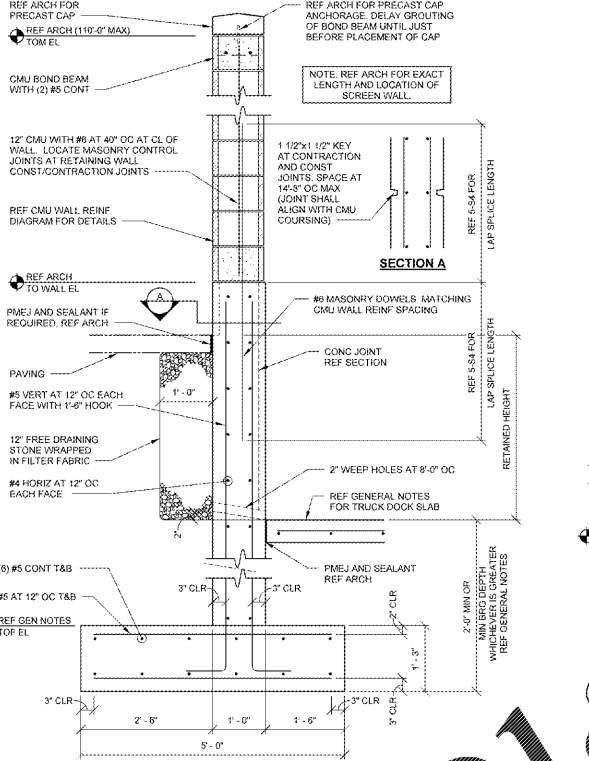 REF ARCH FOR
PRECAST CAP
REF ARCH (110'-0" MAX)
TOM EL
CMU BOND BEAM
WITH (2) #5 CONT
REF ARCH FOR PRECAST CAP
ANCHORAGE. DELAY GROUTING
OF BOND BEAM UNTIL JUST
BEFORE PLACEMENT OF CAP
NOTE: REF ARCH FOR EXACT
LENGTH AND LOCATION OF
SCREEN WALL.
12" CMU WITH #6 AT 40" OC AT CL OF
WALL. LOCATE MASONRY CONTROL
JOINTS AT RETAINING WALL
CONST/CONTRACTION JOINTS
REF CMU WALL REINF
DIAGRAM FOR DETAILS
1 1/2"x1 1/2" KEY
AT CONTRACTION
AND CONST
JOINTS. SPACE AT
14'-8" OC MAX
(JOINT SHALL
ALIGN WITH CMU
COURSING)
SECTION A
REF 5-S4 FOR
LAP SPLICE LENGTH
REF ARCH
TO WALL EL
A
PMEJ AND SEALANT IF
REQUIRED, REF ARCH
#6 MASONRY DOWELS MATCHING
CMU WALL REINF SPACING
CONC JOINT
REF SECTION
REF 5-S4 FOR
LAP SPLICE LENGTH
RETAINED HEIGHT
PAVING
1' - 0"
#5 VERT AT 12" OC EACH
FACE WITH 1'-6" HOOK
12" FREE DRAINING
STONE WRAPPED
IN FILTER FABRIC
#4 HORIZ AT 12" OC
EACH FACE
2" WEEP HOLES AT 8'-0" OC
REF GENERAL NOTES
FOR TRUCK DOCK SLAB
2"
PMEJ AND SEALANT
REF ARCH
2'-0" MIN OR
MIN BRG DEPTH
WHICHEVER IS GREATER
REF GENERAL NOTES
6) #5 CONT T&B
#5 AT 12" OC T&B
REF GEN NOTES
TOF EL
3" CLR
3" CLR
2" CLR
1' - 3"
3" CLR
3" CLR
3" CLR
2' - 6"
1' - 0"
1' - 6"
5' - 0"